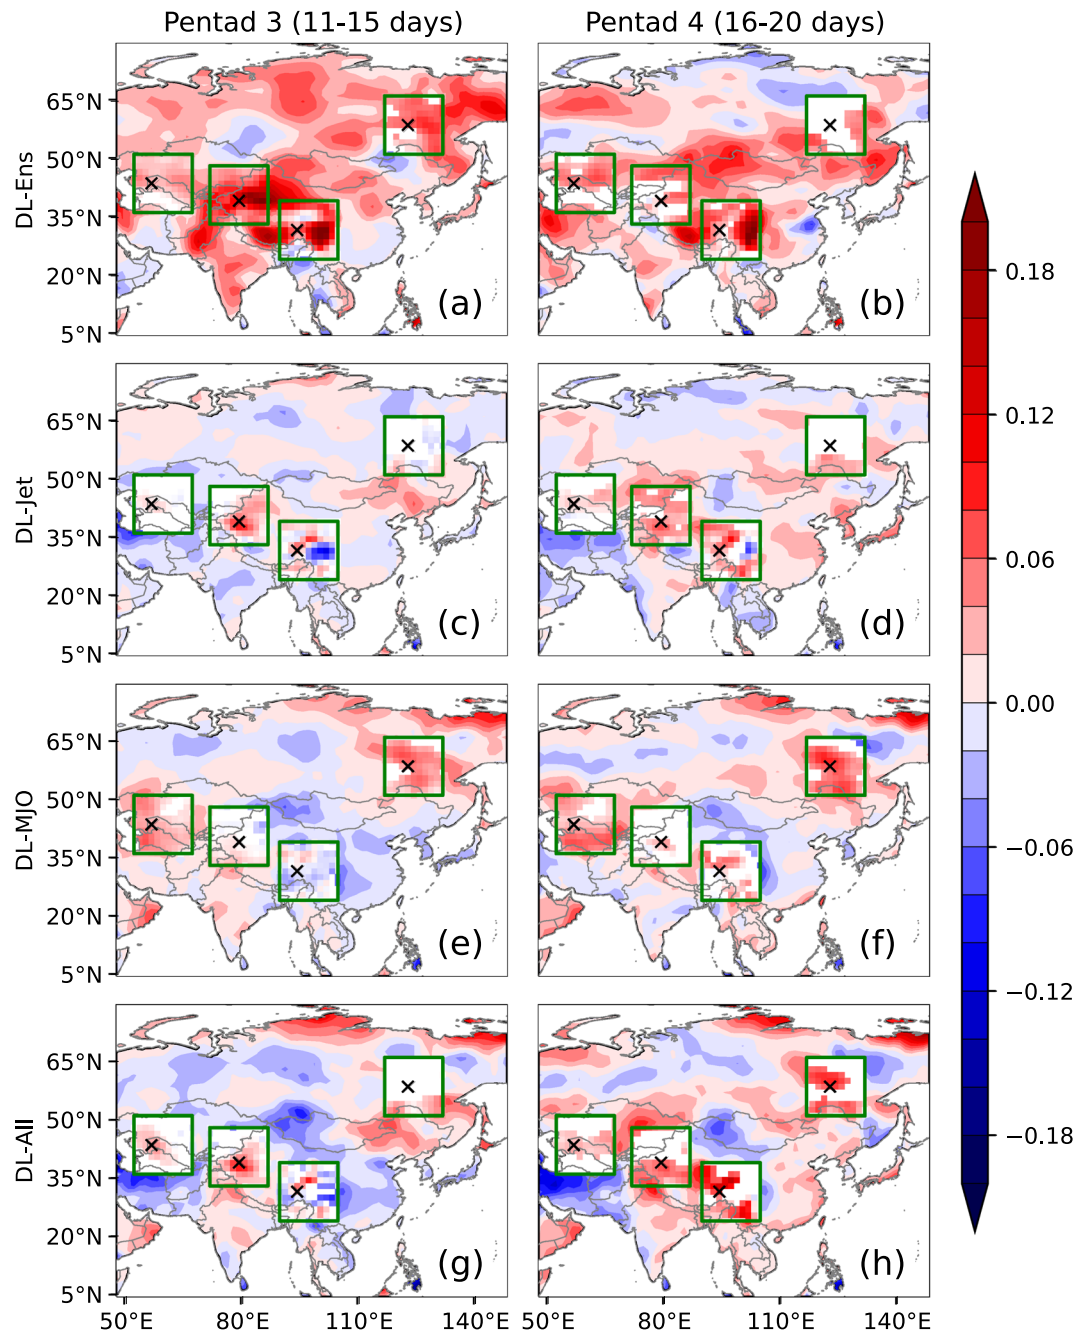 Pentad 3 (11-15 days) Pentad 4 (16-20 days)
DL-Ens
65°N
50°N
35°N
20°N
5°N
(a) (b)
DL-Jet
65°N
50°N
35°N
20°N
5°N
(c) (d)
DL-MJO
65°N
50°N
35°N
20°N
5°N
(e) (f)
DL-All
65°N
50°N
35°N
20°N
5°N
(g) (h)
50°E 80°E 110°E 140°E 50°E 80°E 110°E 140°E
0.18
0.12
0.06
0.00
−0.06
−0.12
−0.18